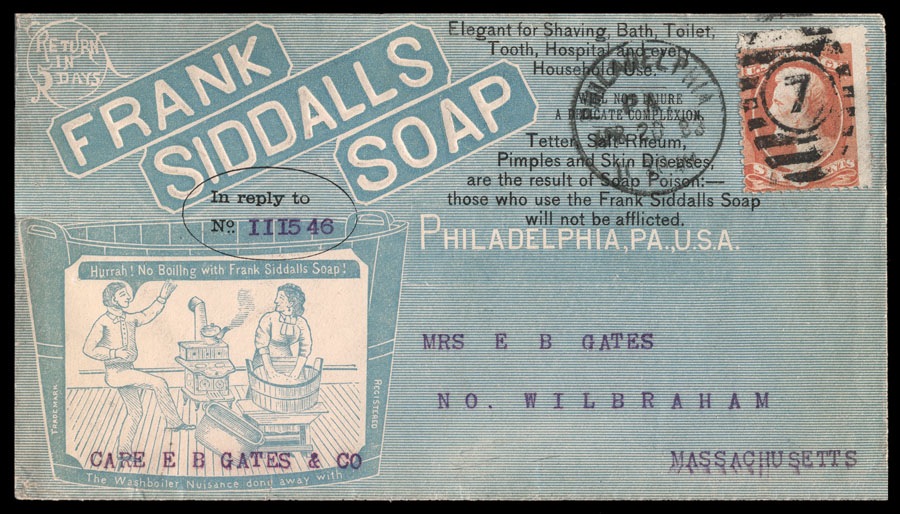 RETURN
IN
5 DAYS
FRANK
SIDDALLS
SOAP
Elegant for Shaving, Bath, Toilet,
Tooth, Hospital and every
Household Use.
WILL NOT INJURE
A DELICATE COMPLEXION,
Tetter, Salt Rheum,
Pimples and Skin Diseases,
are the result of Soap Poison:—
those who use the Frank Siddalls Soap
will not be afflicted.
PHILADELPHIA, PA., U.S.A.
PHILADELPHIA
7
CENTS
In reply to
No. III1546
Hurrah! No Boiling with Frank Siddalls Soap!
TRADE MARK
REGISTERED
The Washboiler Nuisance done away with
MRS E B GATES
NO. WILBRAHAM
MASSACHUSETTS
CARE E B GATES & CO